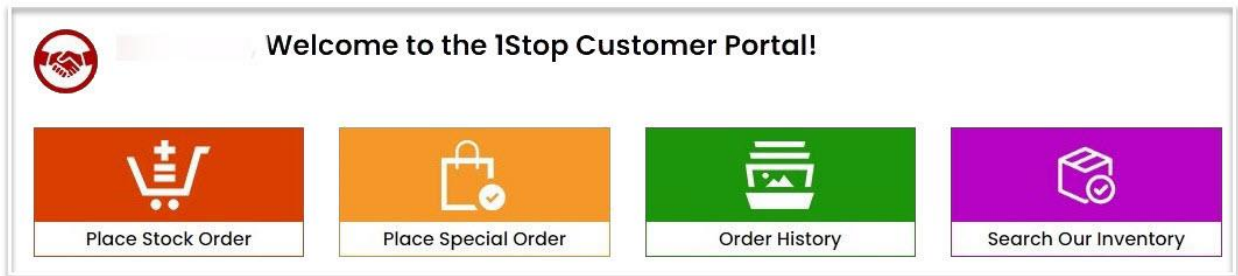 , Welcome to the 1Stop Customer Portal!
Place Stock Order
Place Special Order
Order History
Search Our Inventory